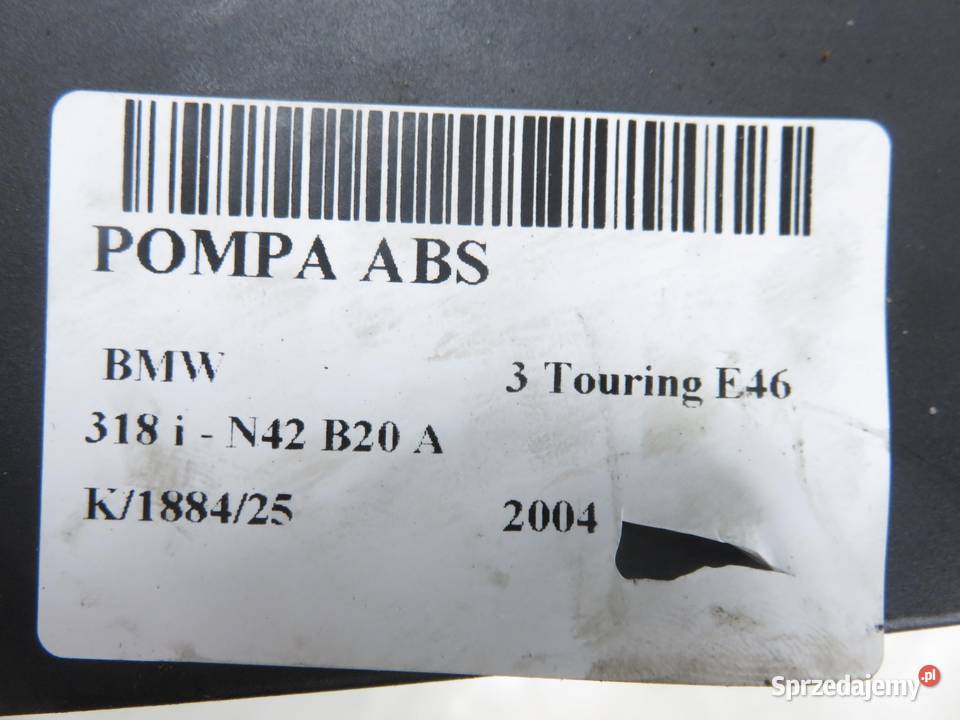 POMPA ABS
BMW 3 Touring E46
318 i - N42 B20 A
K/1884/25 2004
Sprzedajemy.pl